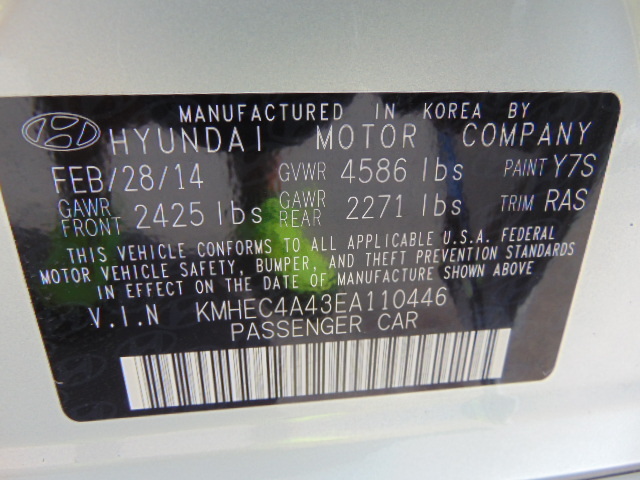 MANUFACTURED IN KOREA BY
HYUNDAI MOTOR COMPANY
FEB/28/14 GVWR 4586 lbs PAINT Y7S
GAWR FRONT 2425 lbs GAWR REAR 2271 lbs TRIM RAS
THIS VEHICLE CONFORMS TO ALL APPLICABLE U.S.A. FEDERAL
MOTOR VEHICLE SAFETY, BUMPER, AND THEFT PREVENTION STANDARDS
IN EFFECT ON THE DATE OF MANUFACTURE SHOWN ABOVE
V.I.N KMHEC4A43EA110446
PASSENGER CAR